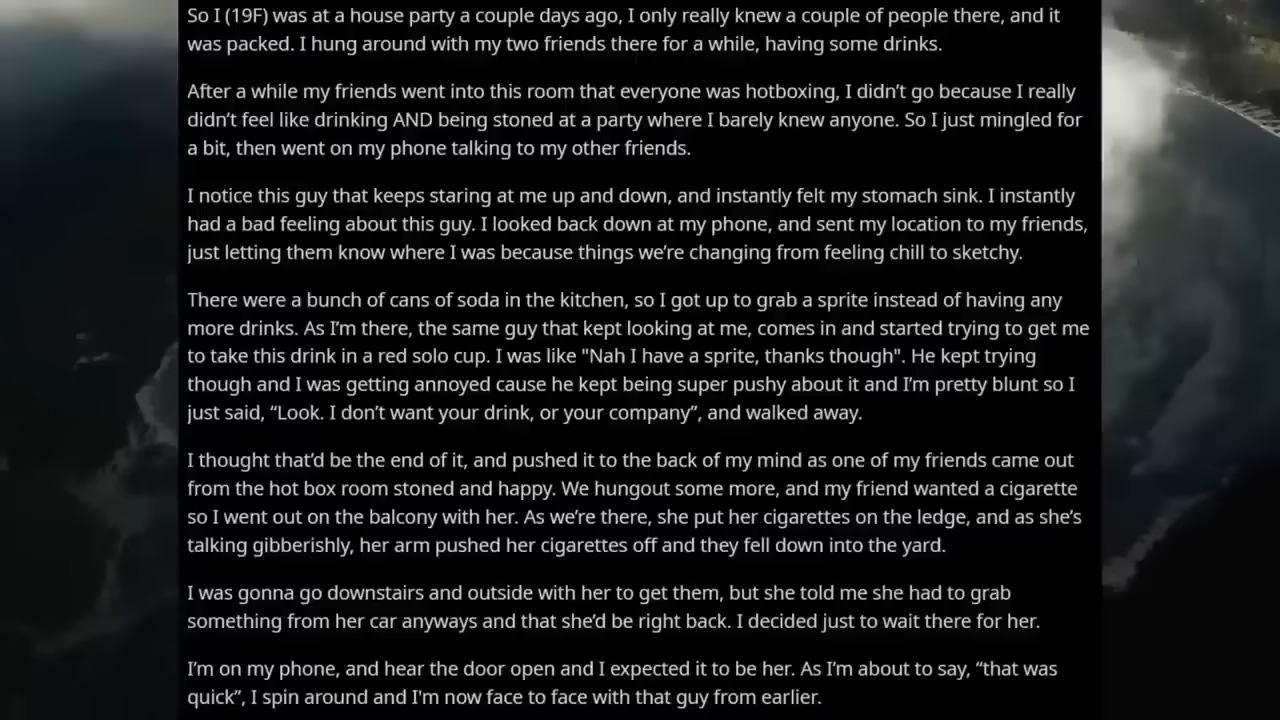 So I (19F) was at a house party a couple days ago, I only really knew a couple of people there, and it
was packed. I hung around with my two friends there for a while, having some drinks.
After a while my friends went into this room that everyone was hotboxing, I didn’t go because I really
didn’t feel like drinking AND being stoned at a party where I barely knew anyone. So I just mingled for
a bit, then went on my phone talking to my other friends.
I notice this guy that keeps staring at me up and down, and instantly felt my stomach sink. I instantly
had a bad feeling about this guy. I looked back down at my phone, and sent my location to my friends,
just letting them know where I was because things we’re changing from feeling chill to sketchy.
There were a bunch of cans of soda in the kitchen, so I got up to grab a sprite instead of having any
more drinks. As I’m there, the same guy that kept looking at me, comes in and started trying to get me
to take this drink in a red solo cup. I was like "Nah I have a sprite, thanks though". He kept trying
though and I was getting annoyed cause he kept being super pushy about it and I’m pretty blunt so I
just said, “Look. I don’t want your drink, or your company”, and walked away.
I thought that’d be the end of it, and pushed it to the back of my mind as one of my friends came out
from the hot box room stoned and happy. We hungout some more, and my friend wanted a cigarette
so I went out on the balcony with her. As we’re there, she put her cigarettes on the ledge, and as she’s
talking gibberishly, her arm pushed her cigarettes off and they fell down into the yard.
I was gonna go downstairs and outside with her to get them, but she told me she had to grab
something from her car anyways and that she’d be right back. I decided just to wait there for her.
I’m on my phone, and hear the door open and I expected it to be her. As I’m about to say, “that was
quick”, I spin around and I'm now face to face with that guy from earlier.